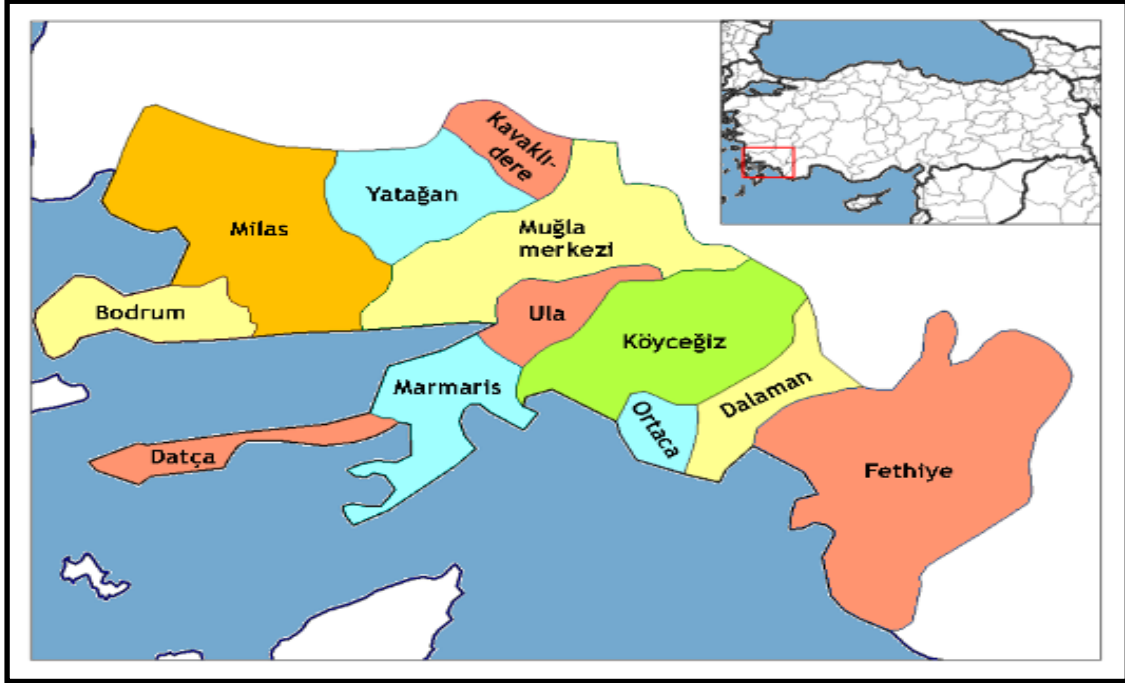 Kavaklı-
dere
Yatağan
Milas
Muğla
merkezi
Bodrum
Ula
Köyceğiz
Marmaris
Dalaman
Ortaca
Datça
Fethiye